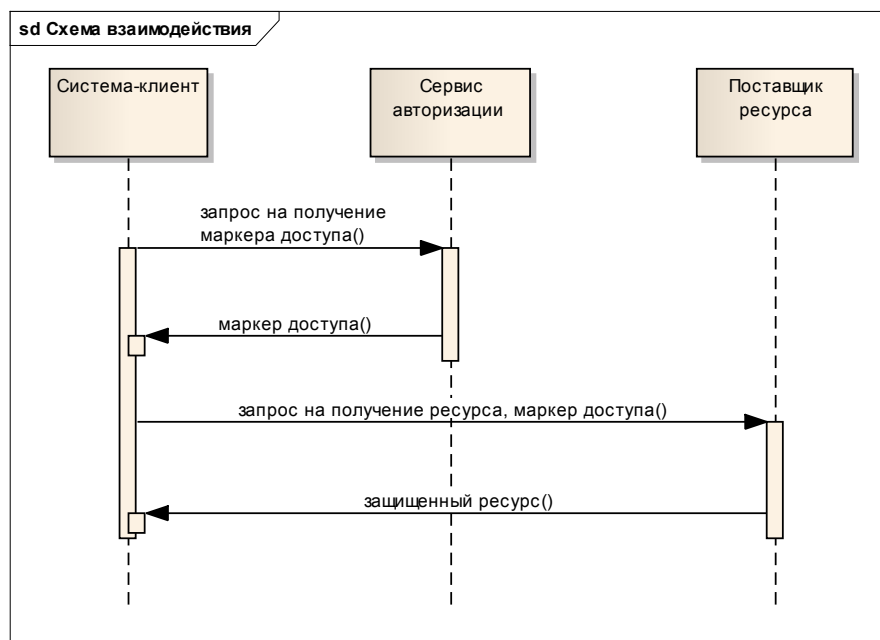 sd Схема взаимодействия
Система-клиент
Сервис
авторизации
Поставщик
ресурса
запрос на получение
маркера доступа()
маркер доступа()
запрос на получение ресурса, маркер доступа()
защищенный ресурс()